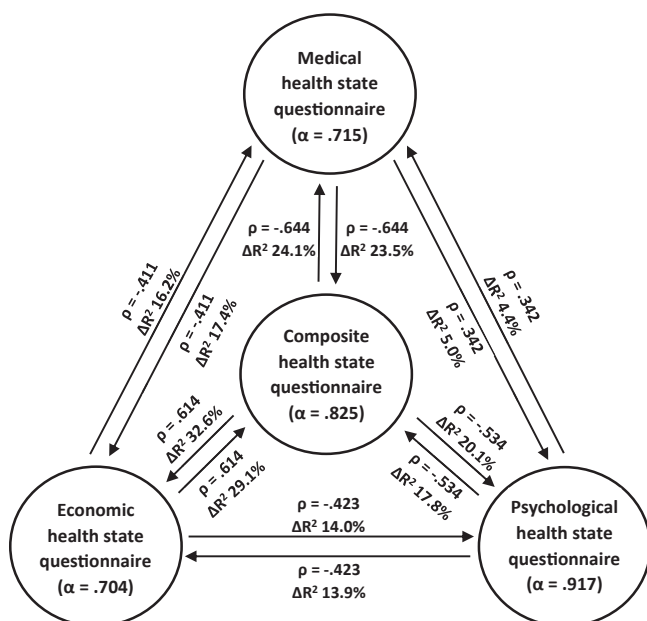 Medical
health state
questionnaire
(α = .715)
ρ = -.644
ΔR² 24.1%
ρ = -.644
ΔR² 23.5%
ρ = -.411
ΔR² 16.2%
ρ = -.411
ΔR² 17.4%
ρ = .342
ΔR² 4.4%
ρ = .342
ΔR² 5.0%
Composite
health state
questionnaire
(α = .825)
ρ = .614
ΔR² 32.6%
ρ = .614
ΔR² 29.1%
ρ = -.534
ΔR² 20.1%
ρ = -.534
ΔR² 17.8%
Economic
health state
questionnaire
(α = .704)
ρ = -.423
ΔR² 14.0%
ρ = -.423
ΔR² 13.9%
Psychological
health state
questionnaire
(α = .917)